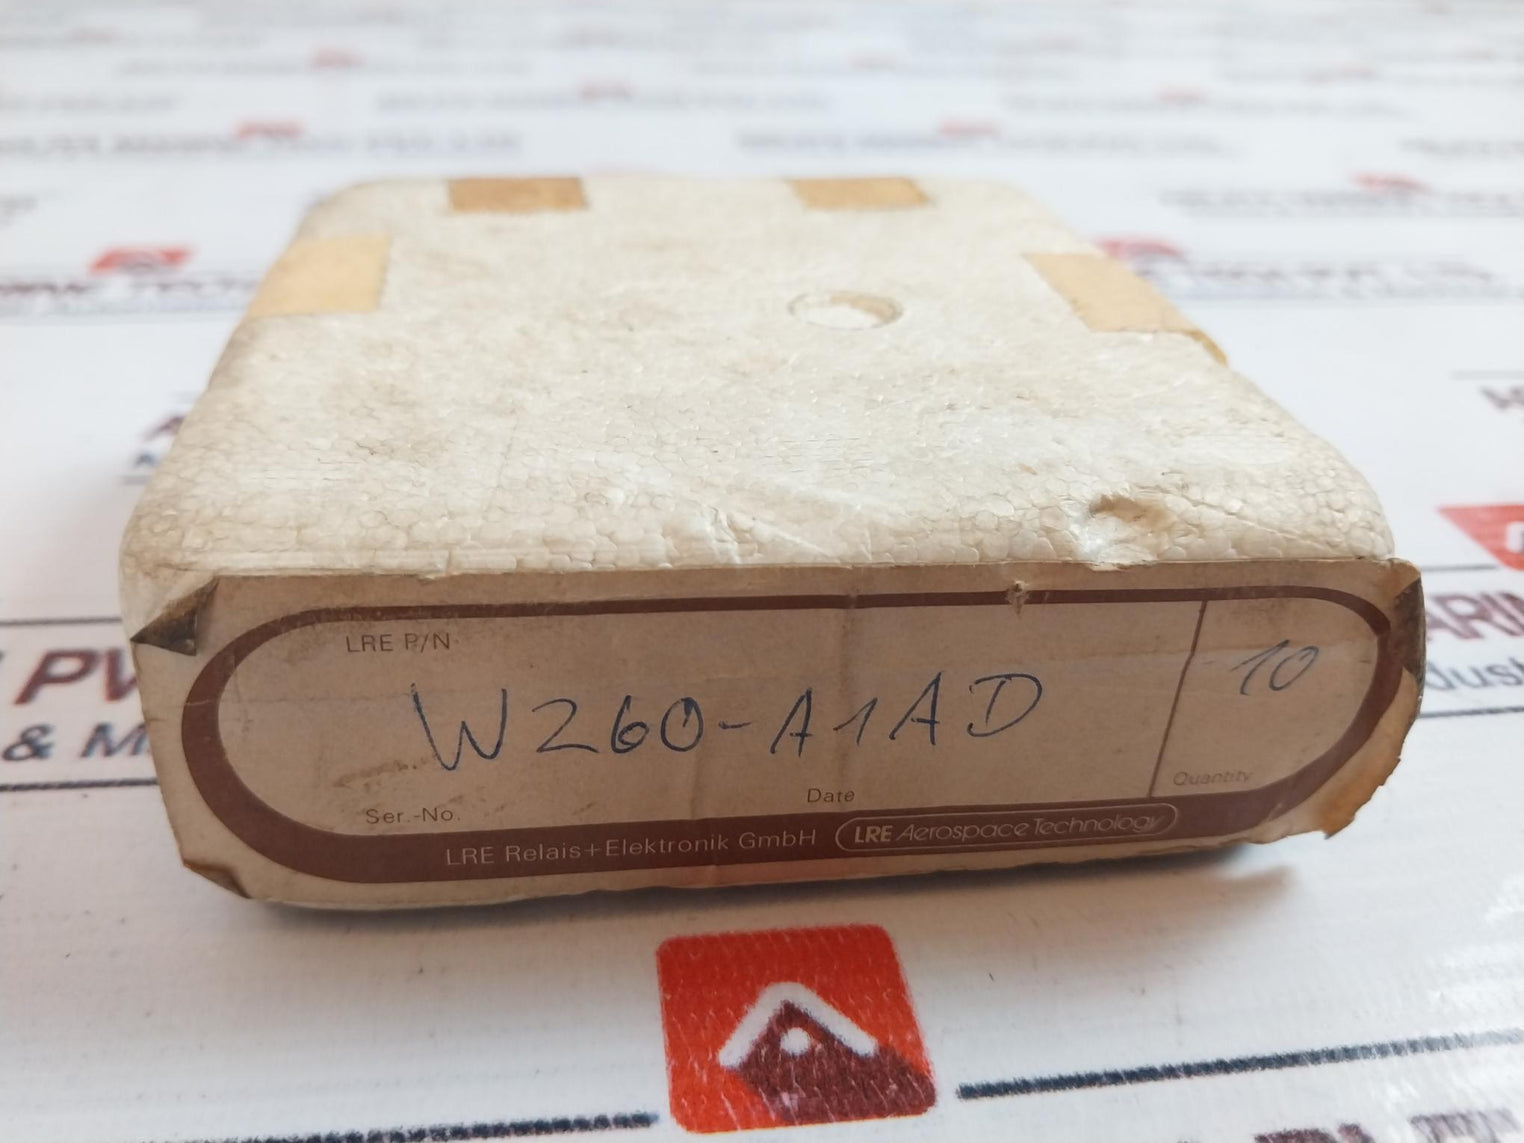 LRE P/N
W260-A1AD
10
Ser.-No.
Date
Quantity
LRE Relais+Elektronik GmbH
LRE Aerospace Technology